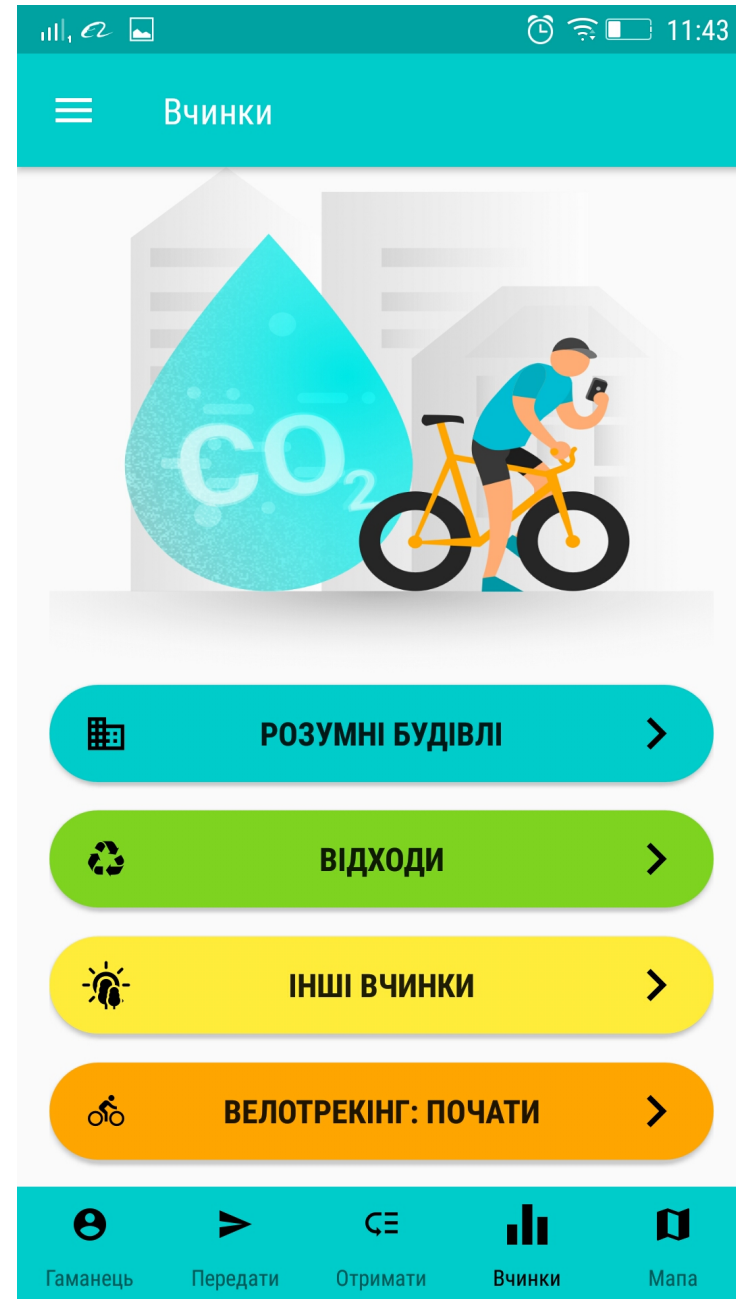 11:43
Вчинки
CO₂
РОЗУМНІ БУДІВЛІ
ВІДХОДИ
ІНШІ ВЧИНКИ
ВЕЛОТРЕКІНГ: ПОЧАТИ
Гаманець Передати Отримати Вчинки Мапа